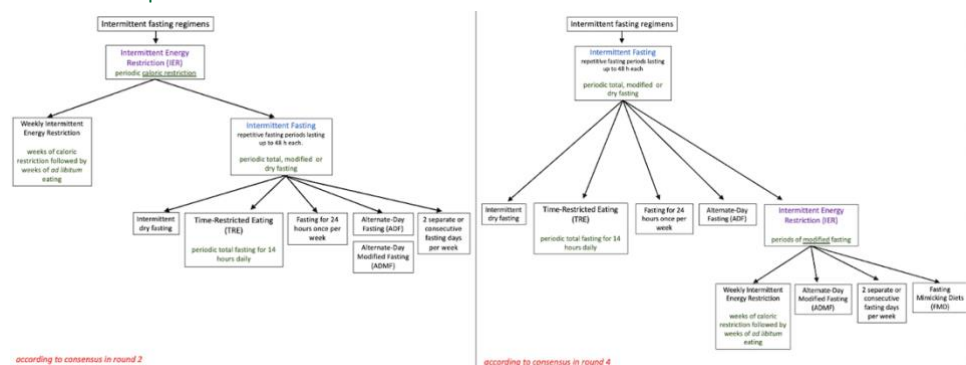 Intermittent fasting regimens
Intermittent Energy
Restriction (IER)
periodic caloric restriction
Weekly Intermittent
Energy Restriction
weeks of caloric
restriction followed by
weeks of ad libitum
eating
Intermittent Fasting
repetitive fasting periods lasting
up to 48 h each.
periodic total, modified or
dry fasting
Intermittent
dry fasting
Time-Restricted Eating
(TRE)
periodic total fasting for 14
hours daily
Fasting for 24
hours once per
week
Alternate-Day
Fasting (ADF)
Alternate-Day
Modified Fasting
(ADMF)
2 separate or
consecutive
fasting days
per week
according to consensus in round 2
Intermittent fasting regimens
Intermittent Fasting
repetitive fasting periods lasting
up to 48 h each
periodic total, modified or
dry fasting
Intermittent
dry fasting
Time-Restricted Eating
(TRE)
periodic total fasting for 14
hours daily
Fasting for 24
hours once per
week
Alternate-Day
Fasting (ADF)
Intermittent Energy
Restriction (IER)
periods of modified fasting
Weekly Intermittent
Energy Restriction
weeks of caloric
restriction followed by
weeks of ad libitum
eating
Alternate-Day
Modified Fasting
(ADMF)
2 separate or
consecutive
fasting days
per week
Fasting
Mimicking Diets
(FMD)
according to consensus in round 4